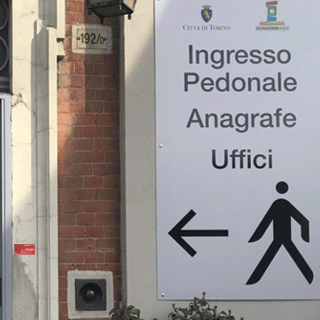 192/D
CITTÀ DI TORINO
Ingresso
Pedonale
Anagrafe
Uffici